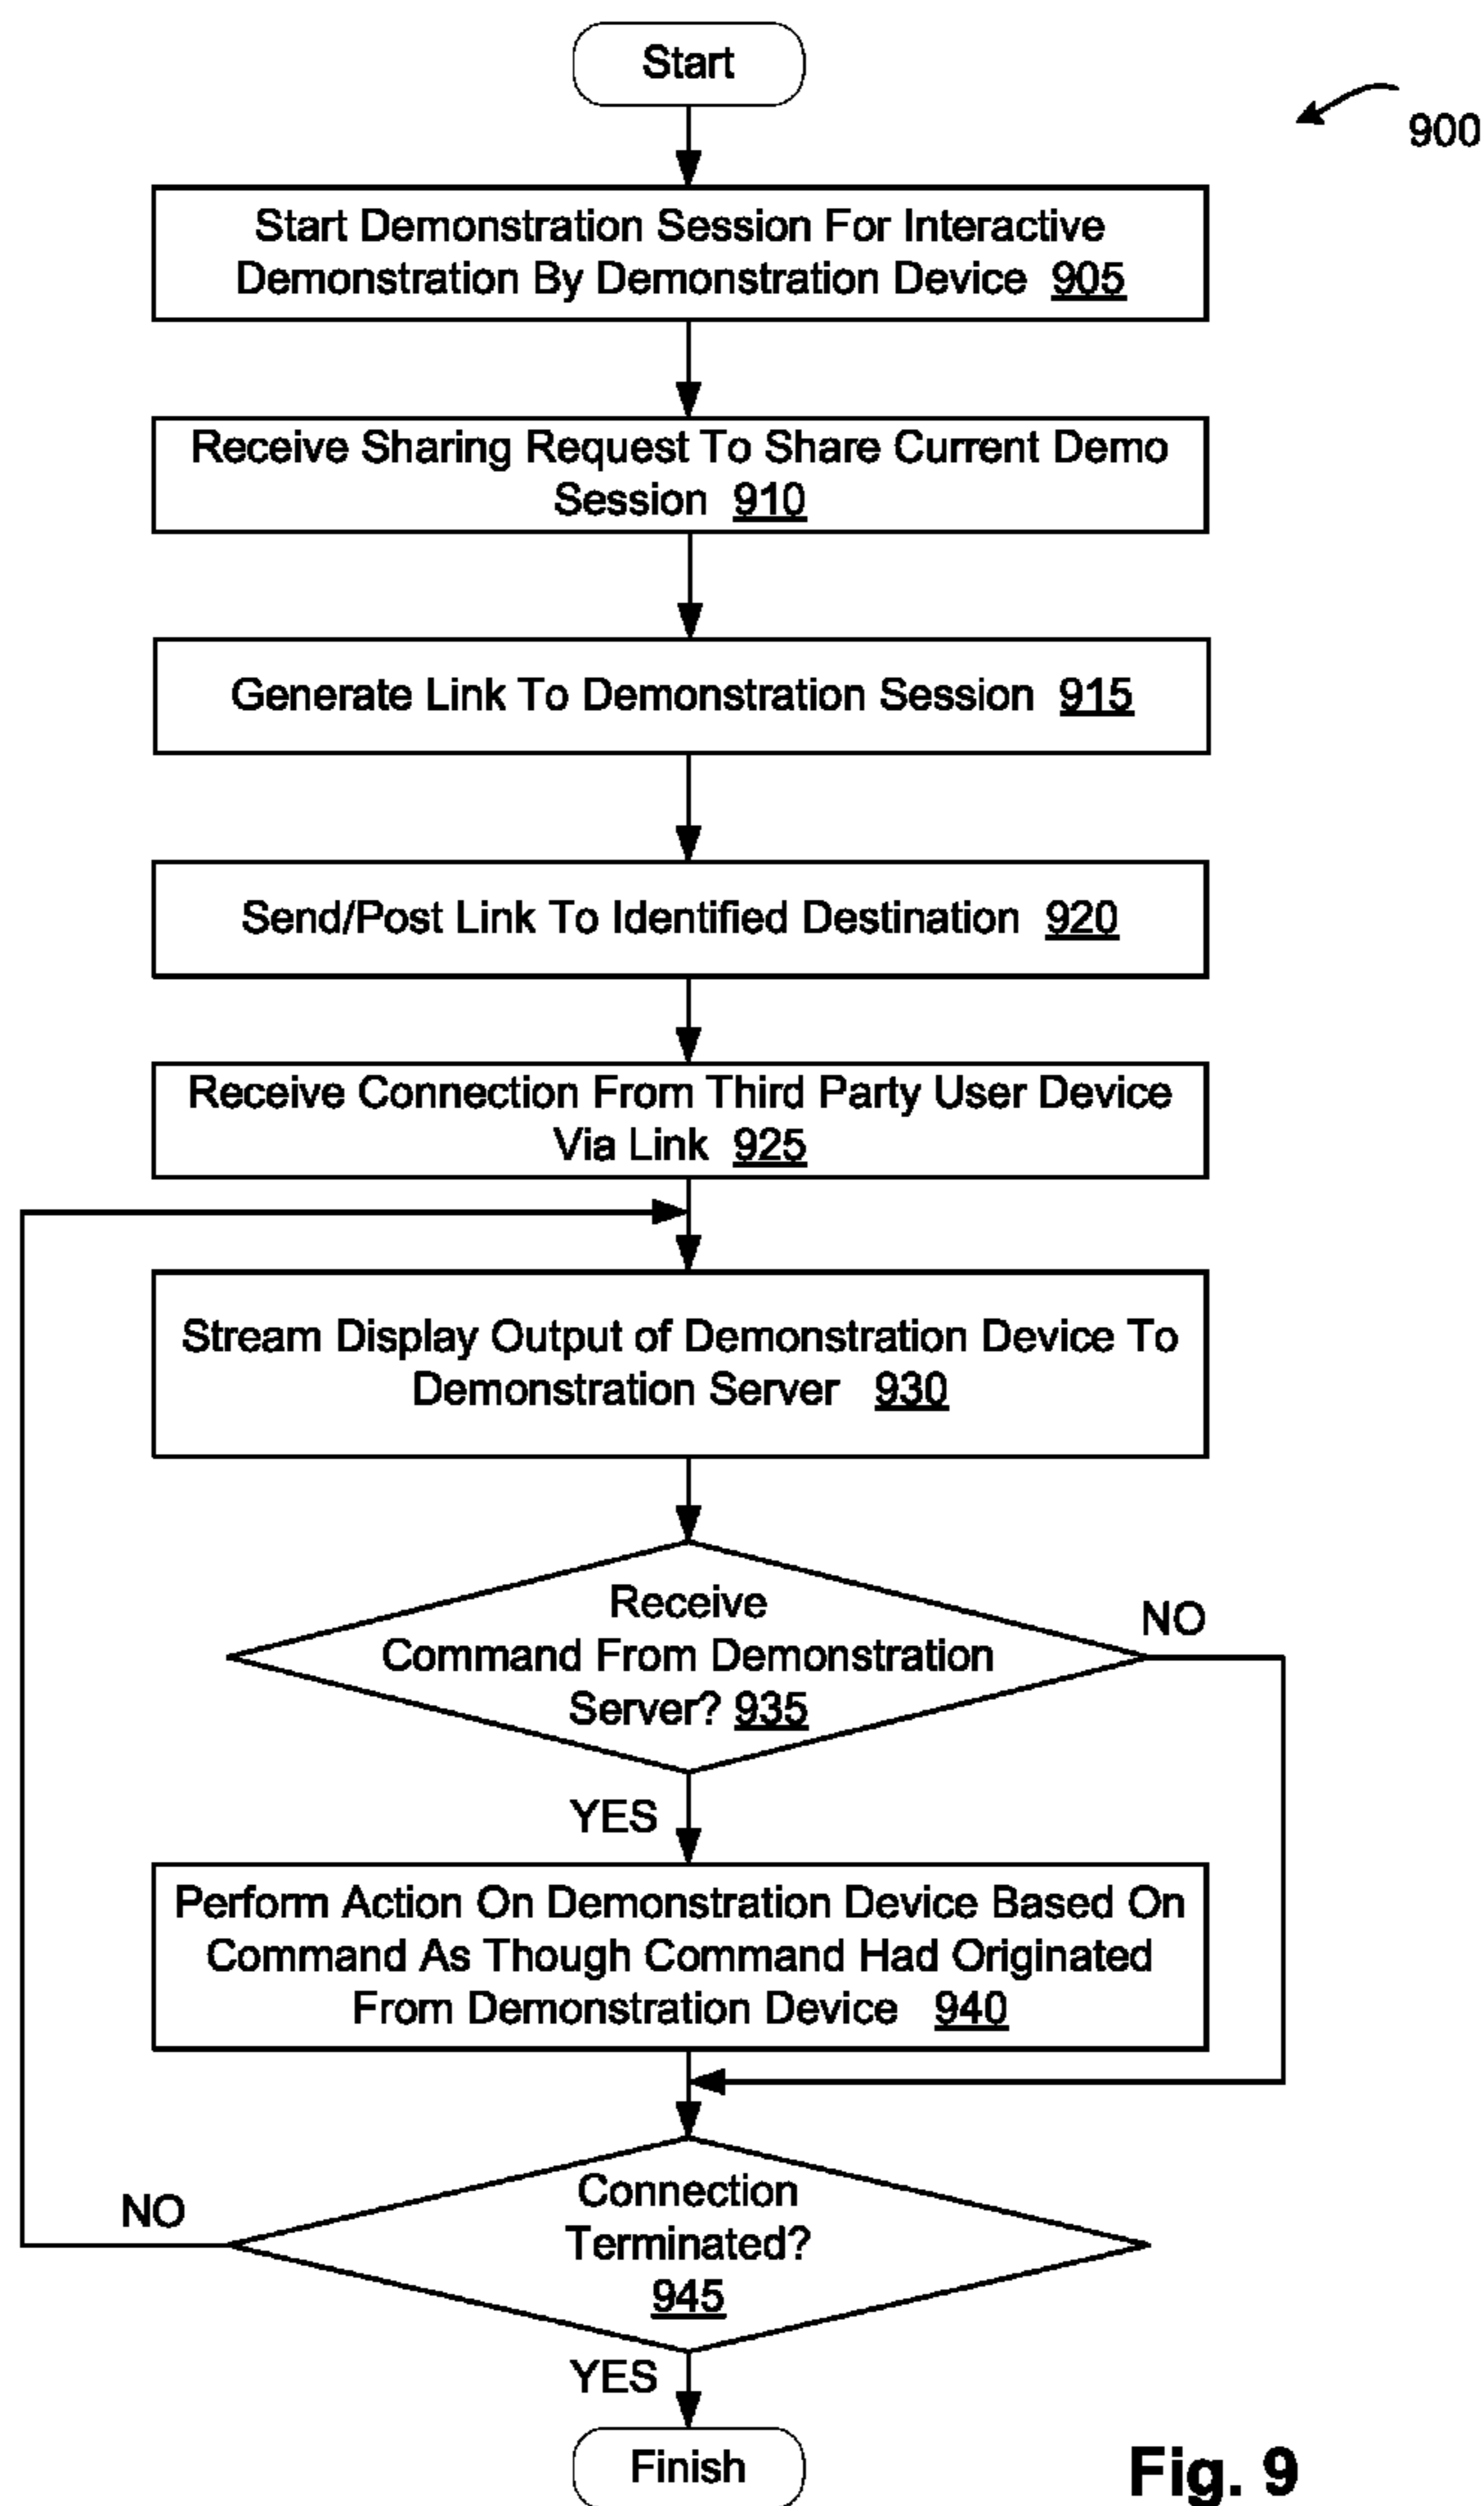 Start
900
Start Demonstration Session For Interactive
Demonstration By Demonstration Device 905
Receive Sharing Request To Share Current Demo
Session 910
Generate Link To Demonstration Session 915
Send/Post Link To Identified Destination 920
Receive Connection From Third Party User Device
Via Link 925
Stream Display Output of Demonstration Device To
Demonstration Server 930
Receive
Command From Demonstration
Server? 935
NO
YES
Perform Action On Demonstration Device Based On
Command As Though Command Had Originated
From Demonstration Device 940
Connection
Terminated?
945
NO
YES
Finish
Fig. 9